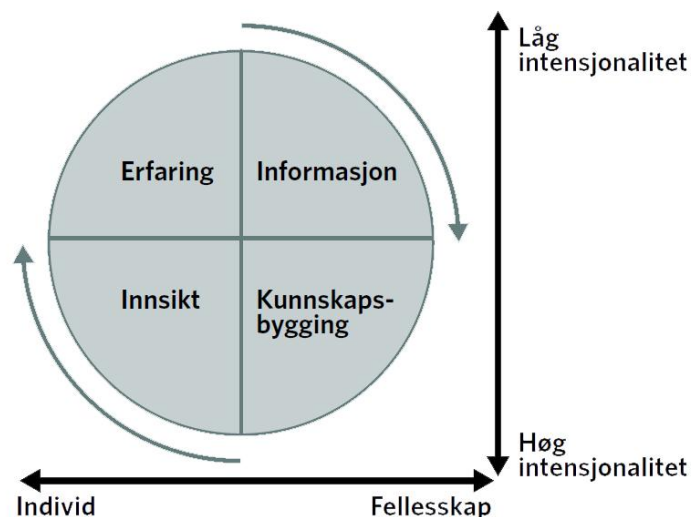 Låg
intensjonalitet
Erfaring
Informasjon
Innsikt
Kunnskaps-
bygging
Høg
intensjonalitet
Individ
Fellesskap